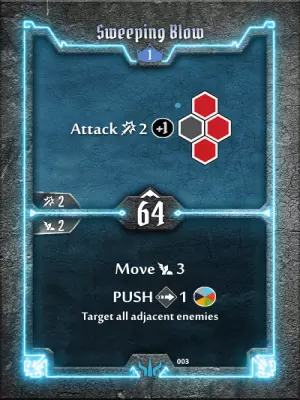 Sweeping Blow
1
Attack 2 +1
2
64
2
Move 3
PUSH 1
Target all adjacent enemies
003